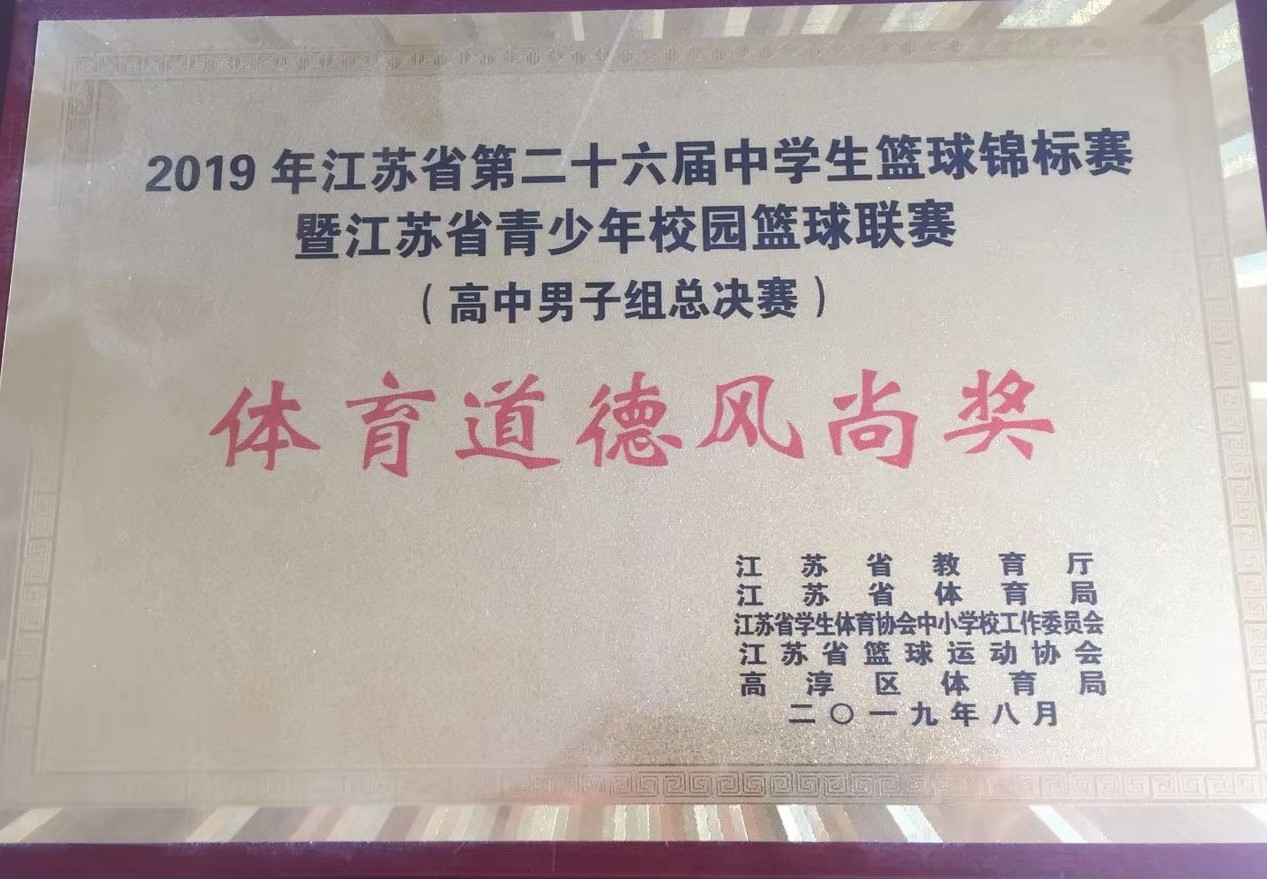 2019年江苏省第二十六届中学生篮球锦标赛
暨江苏省青少年校园篮球联赛
（高中男子组总决赛）
体育道德风尚奖
江苏省教育厅
江苏省体育局
江苏省学生体育协会中小学校工作委员会
江苏省篮球运动协会
高淳区体育局
二〇一九年八月